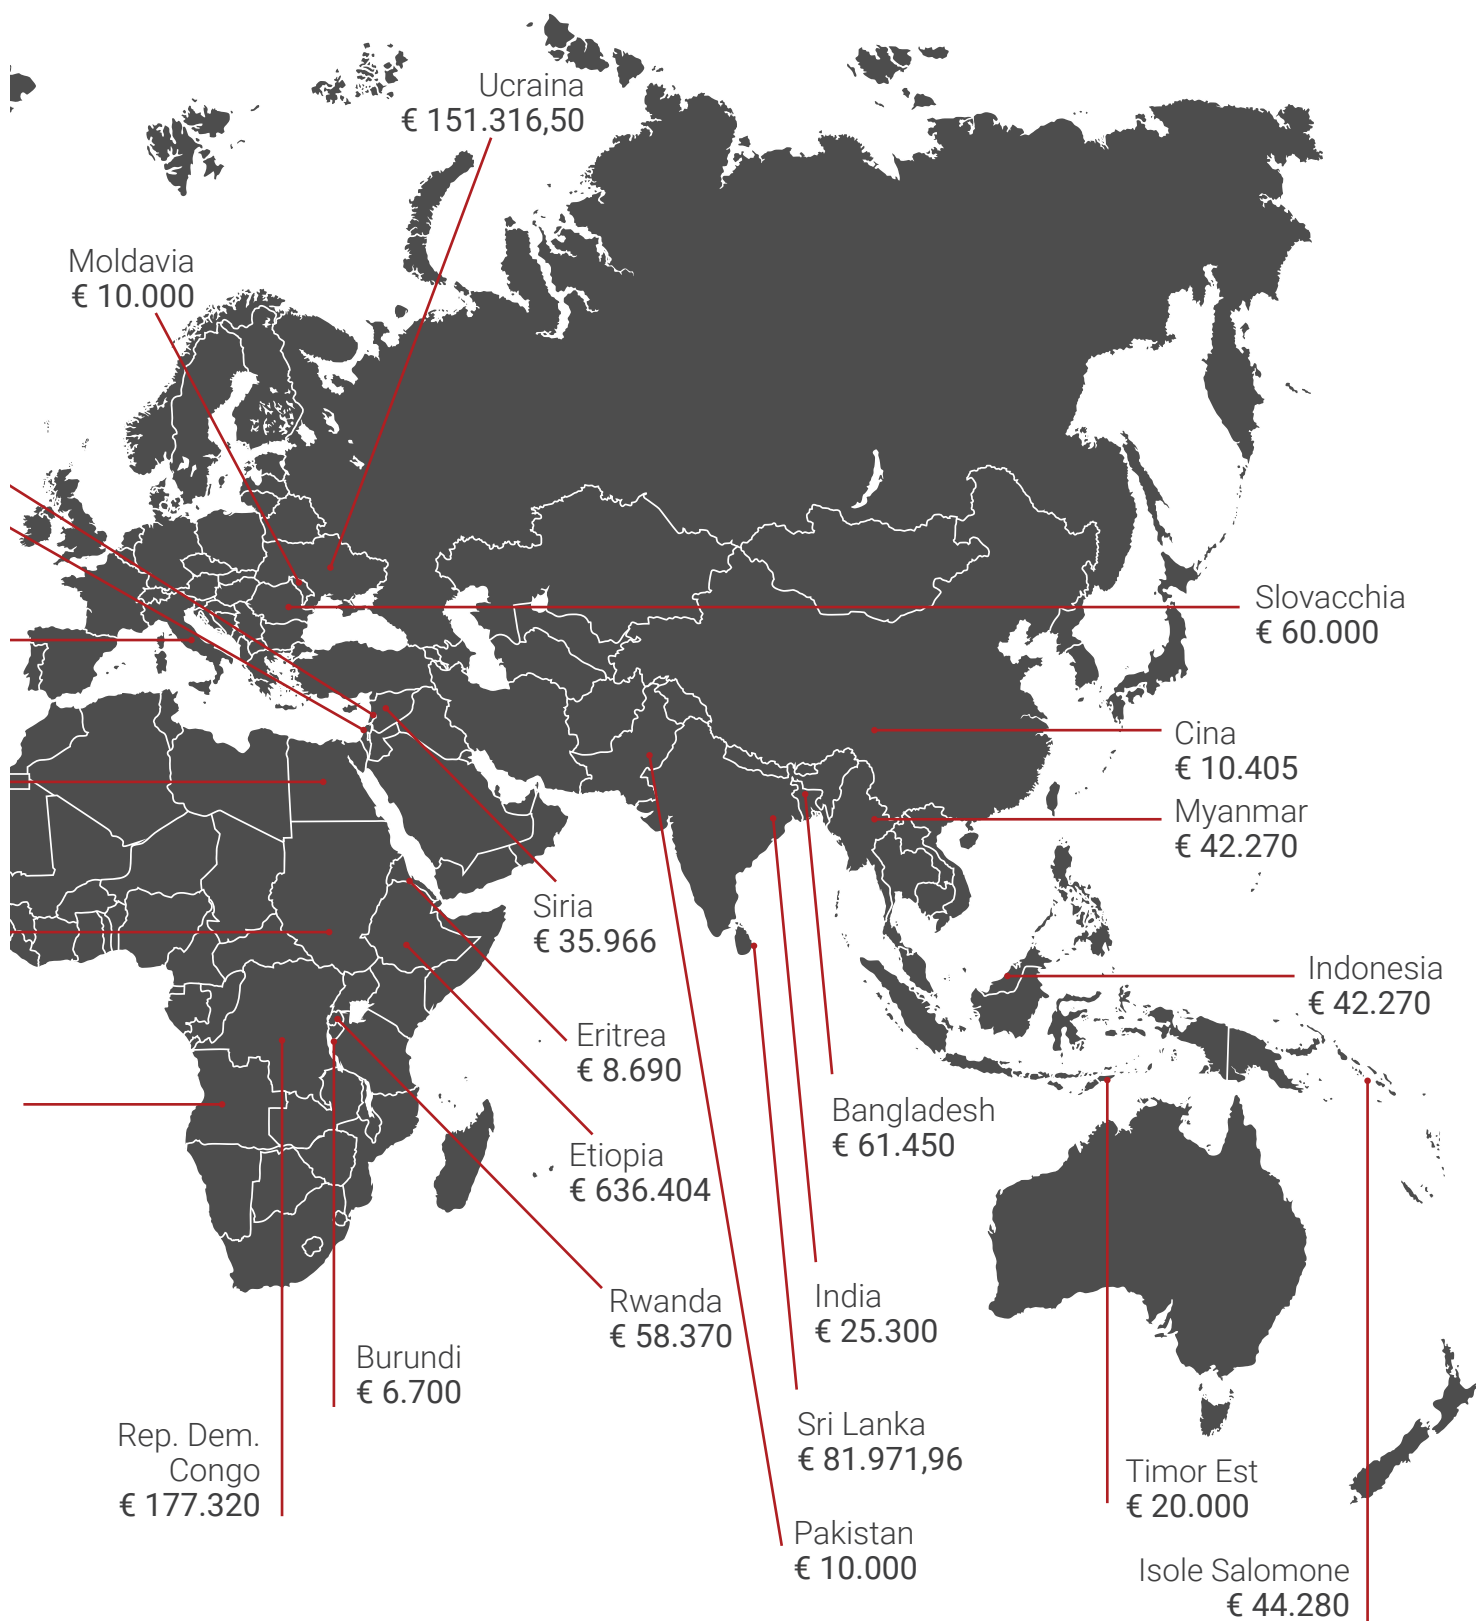 Ucraina
€ 151.316,50
Moldavia
€ 10.000
Slovacchia
€ 60.000
Cina
€ 10.405
Myanmar
€ 42.270
Siria
€ 35.966
Indonesia
€ 42.270
Eritrea
€ 8.690
Bangladesh
€ 61.450
Etiopia
€ 636.404
Rwanda
€ 58.370
India
€ 25.300
Burundi
€ 6.700
Sri Lanka
€ 81.971,96
Rep. Dem.
Congo
€ 177.320
Timor Est
€ 20.000
Pakistan
€ 10.000
Isole Salomone
€ 44.280